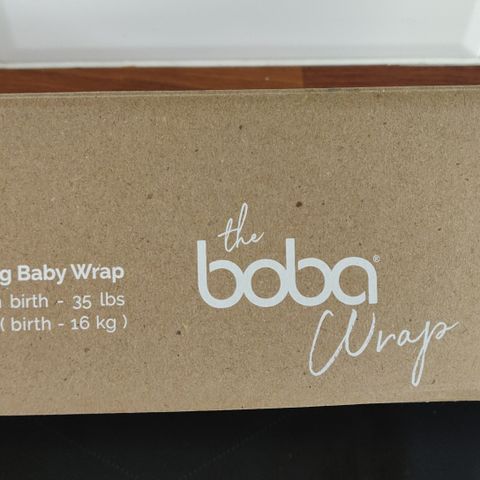 g Baby Wrap
birth - 35 lbs
( birth - 16 kg )
the
boba®
Wrap